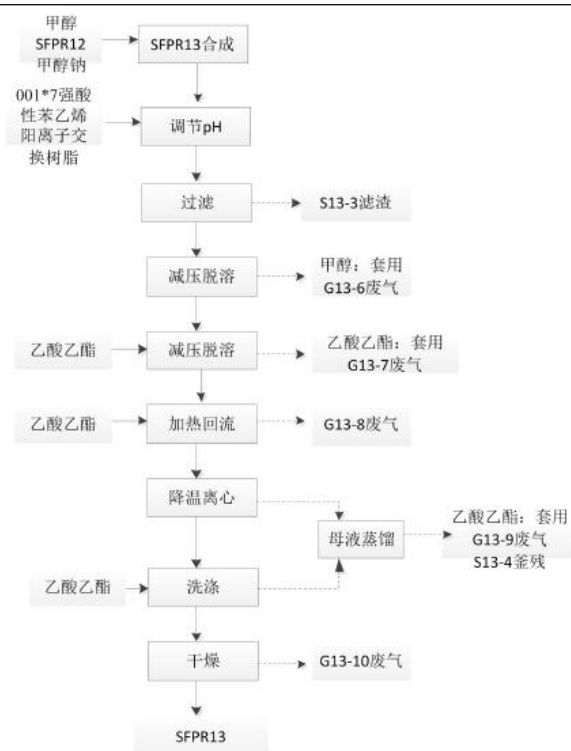 甲醇
SFPR12
甲醇钠
SFPR13合成
001*7强酸
性苯乙烯
阳离子交
换树脂
调节pH
过滤
S13-3滤渣
减压脱溶
甲醇：套用
G13-6废气
乙酸乙酯
减压脱溶
乙酸乙酯：套用
G13-7废气
乙酸乙酯
加热回流
G13-8废气
降温离心
母液蒸馏
乙酸乙酯：套用
G13-9废气
S13-4釜残
乙酸乙酯
洗涤
干燥
G13-10废气
SFPR13